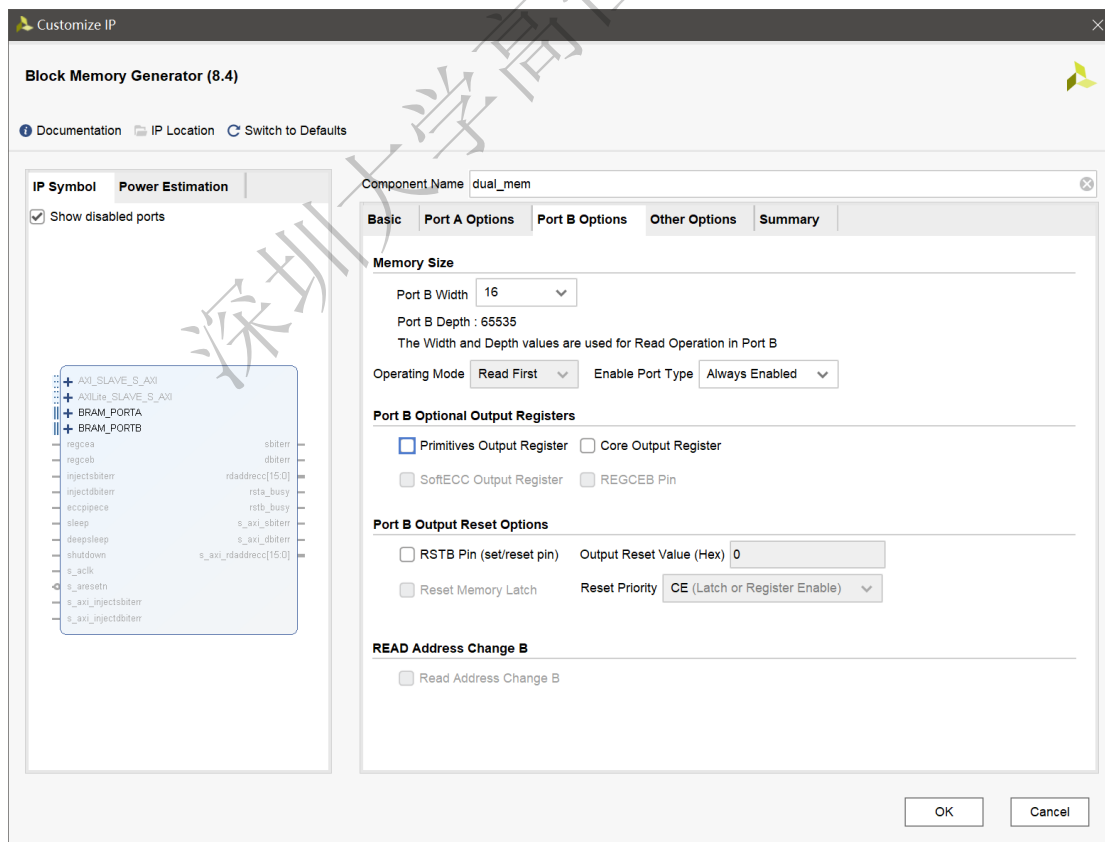 Customize IP
Block Memory Generator (8.4)
Documentation IP Location Switch to Defaults
IP Symbol Power Estimation
Show disabled ports
AXI_SLAVE_S_AXI
AXILite_SLAVE_S_AXI
BRAM_PORTA
BRAM_PORTB
regcea sbiterr
regceb dbiterr
injectsbiterr rdaddrecc[15:0]
injectdbiterr rsta_busy
eccpipece rstb_busy
sleep s_axi_sbiterr
deepsleep s_axi_dbiterr
shutdown s_axi_rdaddrecc[15:0]
s_aclk
s_aresetn
s_axi_injectsbiterr
s_axi_injectdbiterr
Component Name dual_mem
Basic Port A Options Port B Options Other Options Summary
Memory Size
Port B Width 16
Port B Depth : 65535
The Width and Depth values are used for Read Operation in Port B
Operating Mode Read First Enable Port Type Always Enabled
Port B Optional Output Registers
Primitives Output Register Core Output Register
SoftECC Output Register REGCEB Pin
Port B Output Reset Options
RSTB Pin (set/reset pin) Output Reset Value (Hex) 0
Reset Memory Latch Reset Priority CE (Latch or Register Enable)
READ Address Change B
Read Address Change B
OK Cancel
深圳大学高